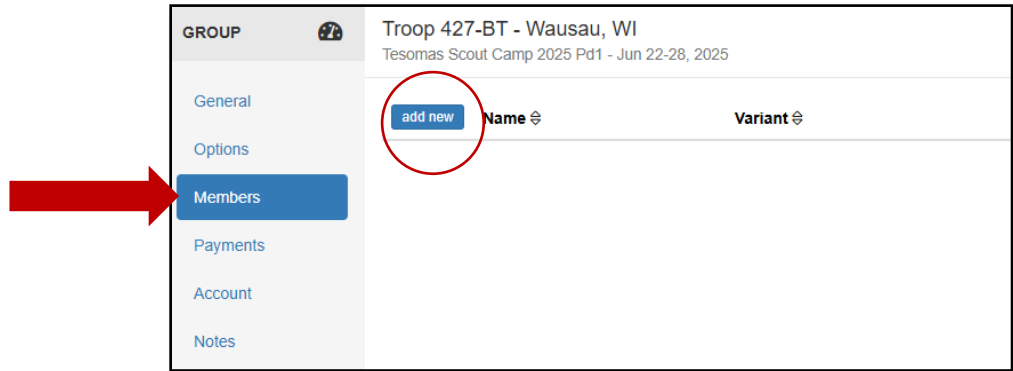 GROUP
Troop 427-BT - Wausau, WI
Tesomas Scout Camp 2025 Pd1 - Jun 22-28, 2025
General
Options
Members
Payments
Account
Notes
add new Name Variant